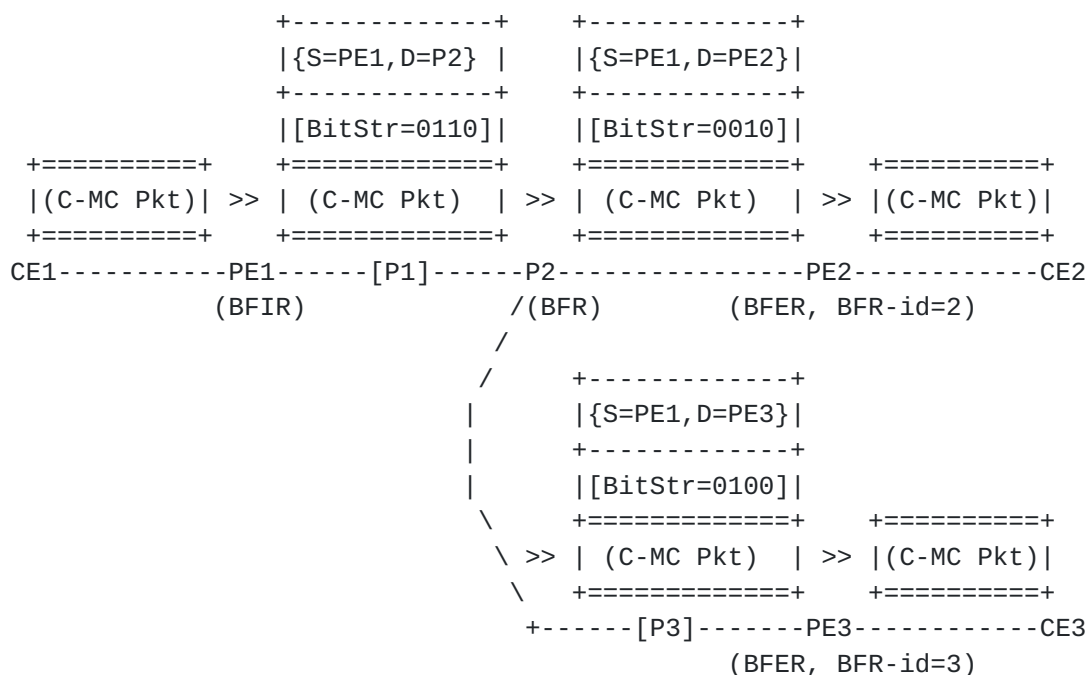 +-------------+    +-------------+
                 |{S=PE1,D=P2} |    |{S=PE1,D=PE2}|
                 +-------------+    +-------------+
                 |[BitStr=0110]|    |[BitStr=0010]|
 +==========+    +=============+    +=============+    +==========+
 |(C-MC Pkt)| >> | (C-MC Pkt)  | >> | (C-MC Pkt)  | >> |(C-MC Pkt)|
 +==========+    +=============+    +=============+    +==========+
CE1-----------PE1------[P1]------P2---------------PE2------------CE2
             (BFIR)             /(BFR)        (BFER, BFR-id=2)
                               /
                              /     +-------------+
                             |      |{S=PE1,D=PE3}|
                             |      +-------------+
                             |      |[BitStr=0100]|
                              \     +=============+    +==========+
                               \ >> | (C-MC Pkt)  | >> |(C-MC Pkt)|
                                \   +=============+    +==========+
                                 +------[P3]-------PE3------------CE3
                                              (BFER, BFR-id=3)